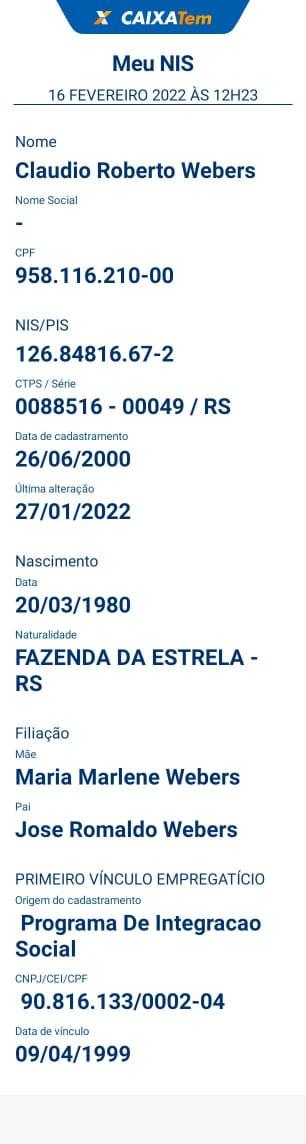 CAIXATem
Meu NIS
16 FEVEREIRO 2022 ÀS 12H23
Nome
Claudio Roberto Webers
Nome Social
-
CPF
958.116.210-00
NIS/PIS
126.84816.67-2
CTPS / Série
0088516 - 00049 / RS
Data de cadastramento
26/06/2000
Última alteração
27/01/2022
Nascimento
Data
20/03/1980
Naturalidade
FAZENDA DA ESTRELA -
RS
Filiação
Mãe
Maria Marlene Webers
Pai
Jose Romaldo Webers
PRIMEIRO VÍNCULO EMPREGATÍCIO
Origem do cadastramento
Programa De Integracao
Social
CNPJ/CEI/CPF
90.816.133/0002-04
Data de vínculo
09/04/1999